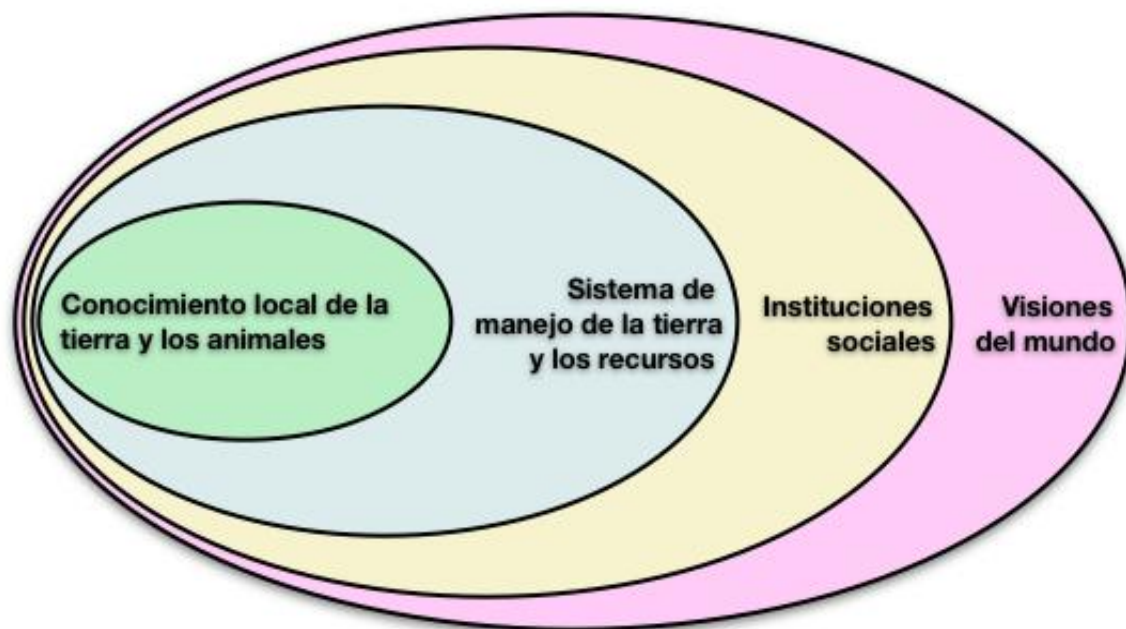 Conocimiento local de la
tierra y los animales
Sistema de
manejo de la tierra
y los recursos
Instituciones
sociales
Visiones
del mundo